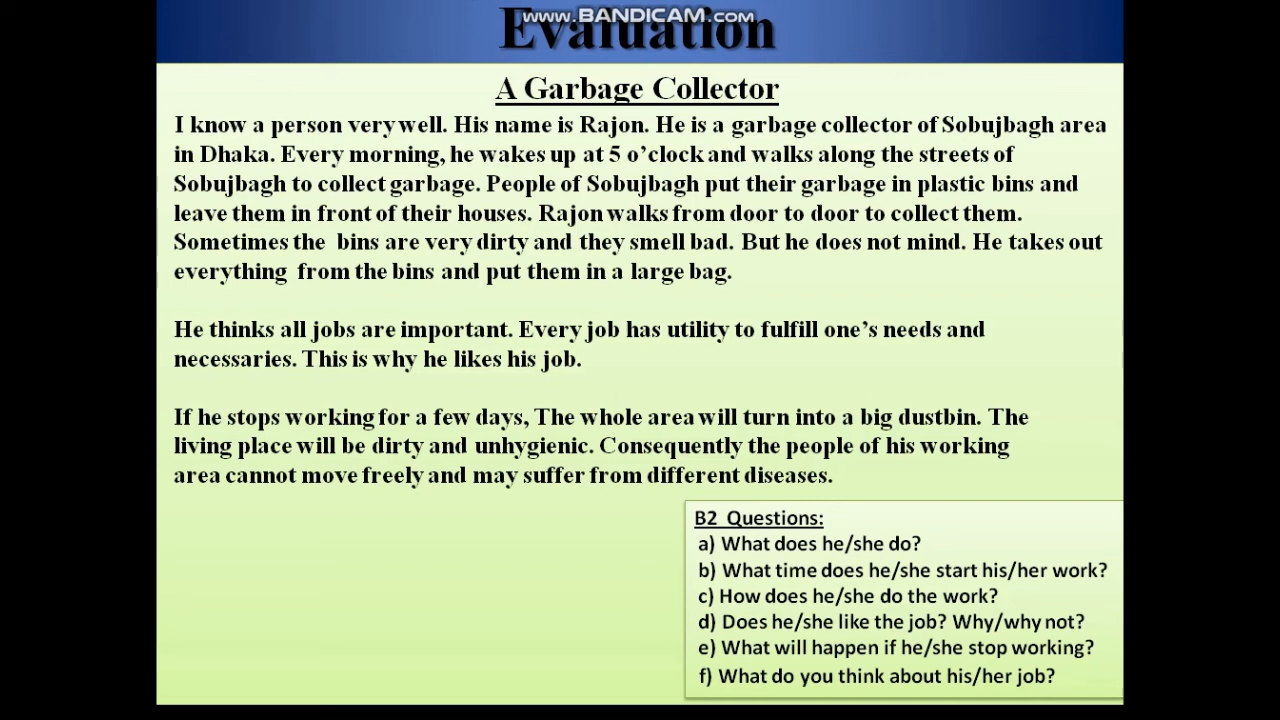 www.BANDICAM.com
Evaluation
A Garbage Collector
I know a person very well. His name is Rajon. He is a garbage collector of Sobujbagh area
in Dhaka. Every morning, he wakes up at 5 o’clock and walks along the streets of
Sobujbagh to collect garbage. People of Sobujbagh put their garbage in plastic bins and
leave them in front of their houses. Rajon walks from door to door to collect them.
Sometimes the bins are very dirty and they smell bad. But he does not mind. He takes out
everything from the bins and put them in a large bag.
He thinks all jobs are important. Every job has utility to fulfill one’s needs and
necessaries. This is why he likes his job.
If he stops working for a few days, The whole area will turn into a big dustbin. The
living place will be dirty and unhygienic. Consequently the people of his working
area cannot move freely and may suffer from different diseases.
B2 Questions:
a) What does he/she do?
b) What time does he/she start his/her work?
c) How does he/she do the work?
d) Does he/she like the job? Why/why not?
e) What will happen if he/she stop working?
f) What do you think about his/her job?